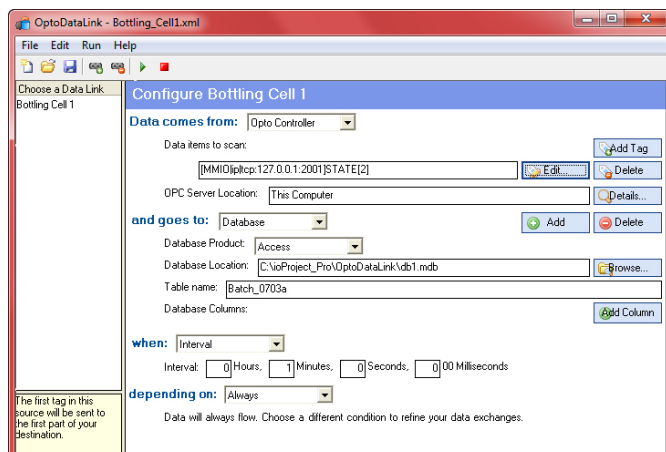 OptoDataLink - Bottling_Cell1.xml
File Edit Run Help
Choose a Data Link
Bottling Cell 1
Configure Bottling Cell 1
Data comes from: Opto Controller
Data items to scan: Add Tag
[MMIO|ip|tcp:127.0.0.1:2001]STATE[2] Edit... Delete
OPC Server Location: This Computer Details...
and goes to: Database Add Delete
Database Product: Access
Database Location: C:\ioProject_Pro\OptoDataLink\db1.mdb Browse...
Table name: Batch_0703a
Database Columns: Add Column
when: Interval
Interval: 0 Hours, 1 Minutes, 0 Seconds, 0 00 Milliseconds
depending on: Always
Data will always flow. Choose a different condition to refine your data exchanges.
The first tag in this
source will be sent to
the first part of your
destination.